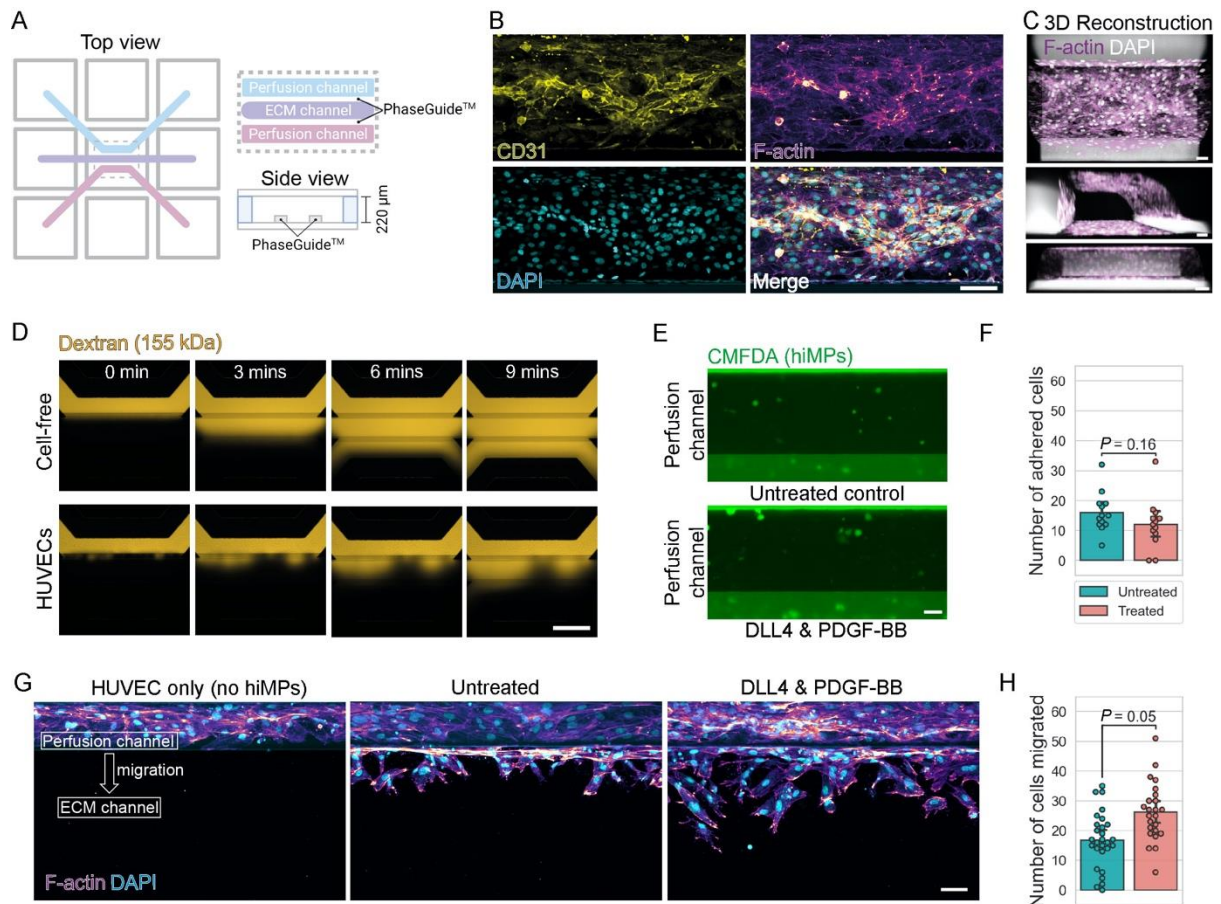 A
Top view
Perfusion channel
ECM channel
Perfusion channel
PhaseGuide™
Side view
220 µm
PhaseGuide™
B
CD31
F-actin
DAPI
Merge
C
3D Reconstruction
F-actin DAPI
D
Dextran (155 kDa)
0 min
3 mins
6 mins
9 mins
Cell-free
HUVECs
E
CMFDA (hiMPs)
Perfusion
channel
Untreated control
Perfusion
channel
DLL4 & PDGF-BB
F
Number of adhered cells
60
50
40
30
20
10
0
P = 0.16
Untreated
Treated
G
HUVEC only (no hiMPs)
Untreated
DLL4 & PDGF-BB
Perfusion channel
migration
ECM channel
F-actin DAPI
H
Number of cells migrated
60
50
40
30
20
10
0
P = 0.05